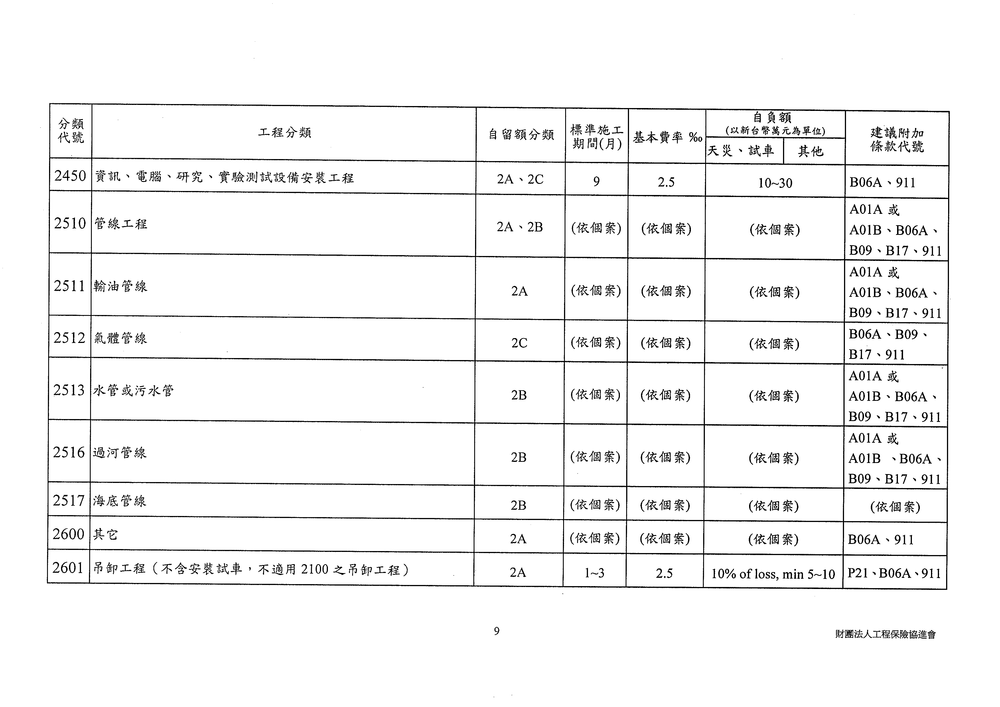 分類
代號
工程分類
自留額分類
標準施工
期間(月)
基本費率 ‰
自負額
(以新台幣萬元為單位)
天災、試車
其他
建議附加
條款代號
2450 資訊、電腦、研究、實驗測試設備安裝工程 2A、2C 9 2.5 10~30 B06A、911
2510 管線工程 2A、2B (依個案) (依個案) (依個案) A01A 或
A01B、B06A、
B09、B17、911
2511 輸油管線 2A (依個案) (依個案) (依個案) A01A 或
A01B、B06A、
B09、B17、911
2512 氣體管線 2C (依個案) (依個案) (依個案) B06A、B09、
B17、911
2513 水管或污水管 2B (依個案) (依個案) (依個案) A01A 或
A01B、B06A、
B09、B17、911
2516 過河管線 2B (依個案) (依個案) (依個案) A01A 或
A01B 、B06A、
B09、B17、911
2517 海底管線 2B (依個案) (依個案) (依個案) (依個案)
2600 其它 2A (依個案) (依個案) (依個案) B06A、911
2601 吊卸工程（不含安裝試車，不適用 2100 之吊卸工程） 2A 1~3 2.5 10% of loss, min 5~10 P21、B06A、911
9
財團法人工程保險協進會